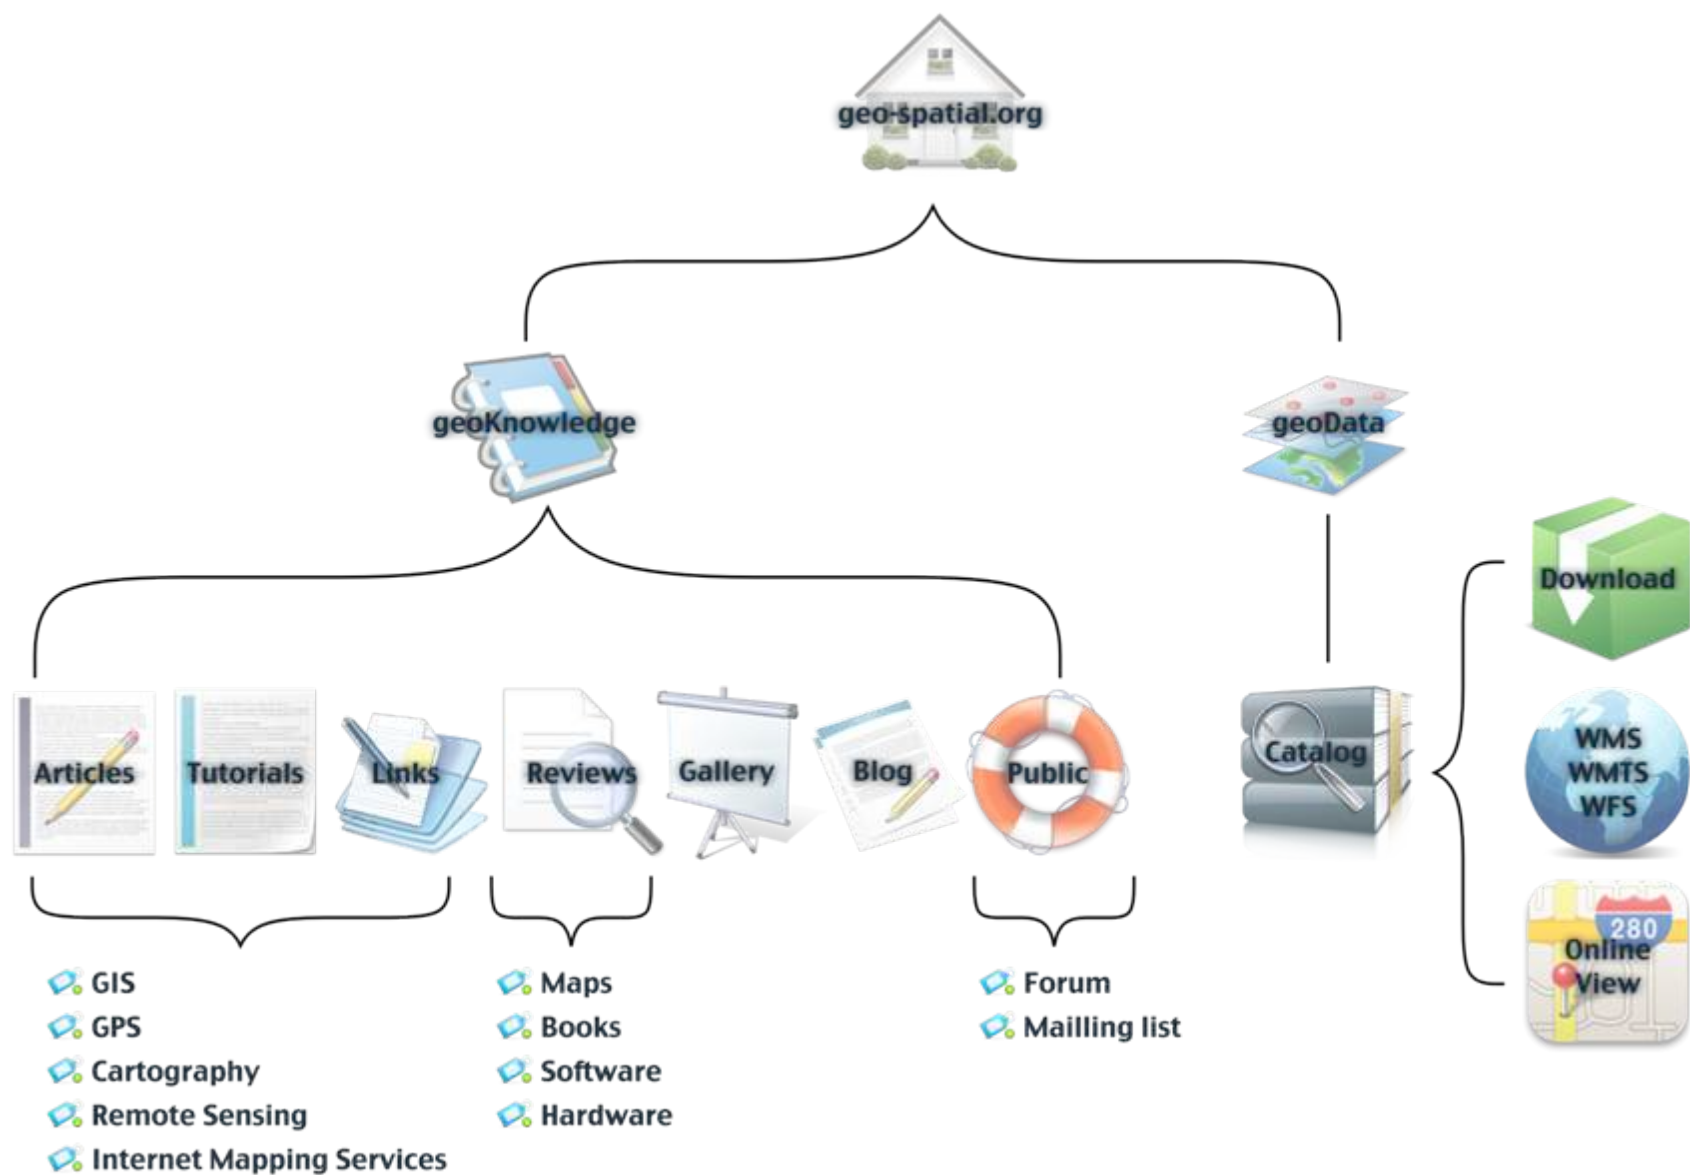 geo-spatial.org
geoKnowledge
geoData
Articles
Tutorials
Links
Reviews
Gallery
Blog
Public
Catalog
Download
WMS
WMTS
WFS
280
Online
View
GIS
GPS
Cartography
Remote Sensing
Internet Mapping Services
Maps
Books
Software
Hardware
Forum
Mailling list